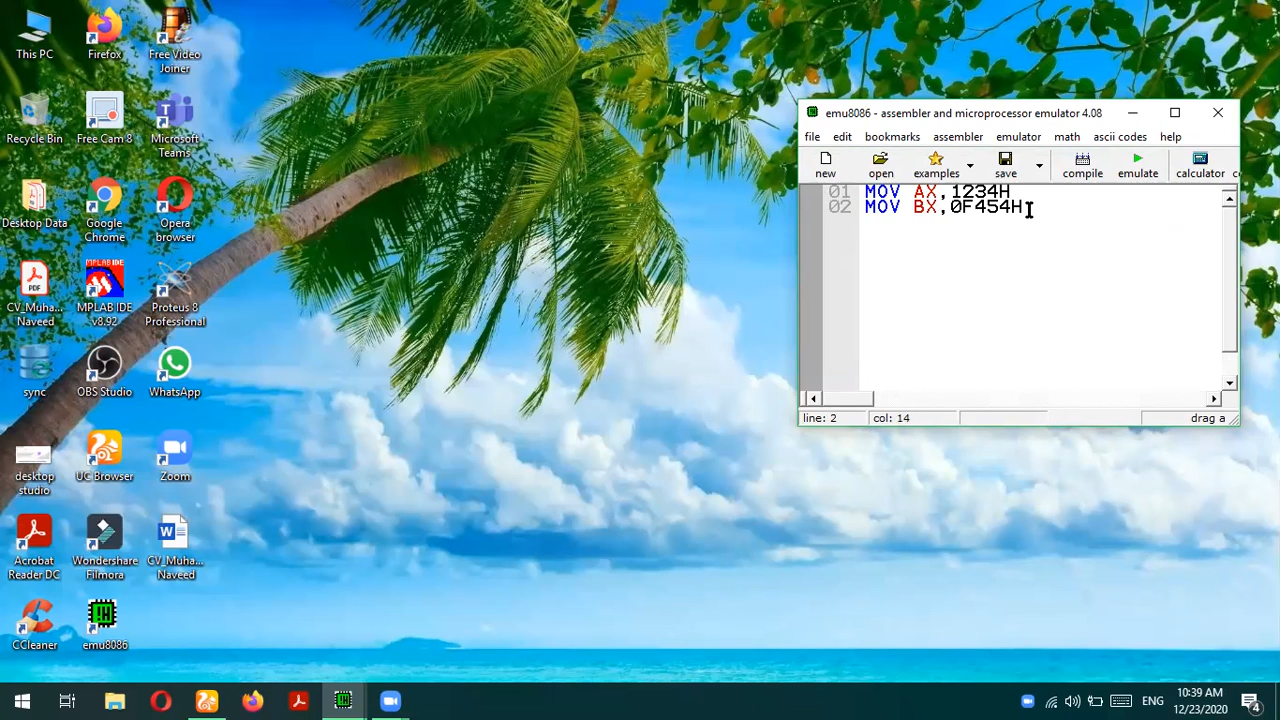 This PC
Firefox
Free Video
Joiner
Recycle Bin
Free Cam 8
Microsoft
Teams
Desktop Data
Google
Chrome
Opera
browser
CV_Muha...
Naveed
MPLAB IDE
v8.92
Proteus 8
Professional
sync
OBS Studio
WhatsApp
desktop
studio
UC Browser
Zoom
Acrobat
Reader DC
Wondershare
Filmora
CV_Muha...
Naveed
CCleaner
emu8086
emu8086 - assembler and microprocessor emulator 4.08
file edit bookmarks assembler emulator math ascii codes help
new open examples save compile emulate calculator
01 MOV AX,1234H
02 MOV BX,0F454H
line: 2 col: 14 drag a
ENG
10:39 AM
12/23/2020
4